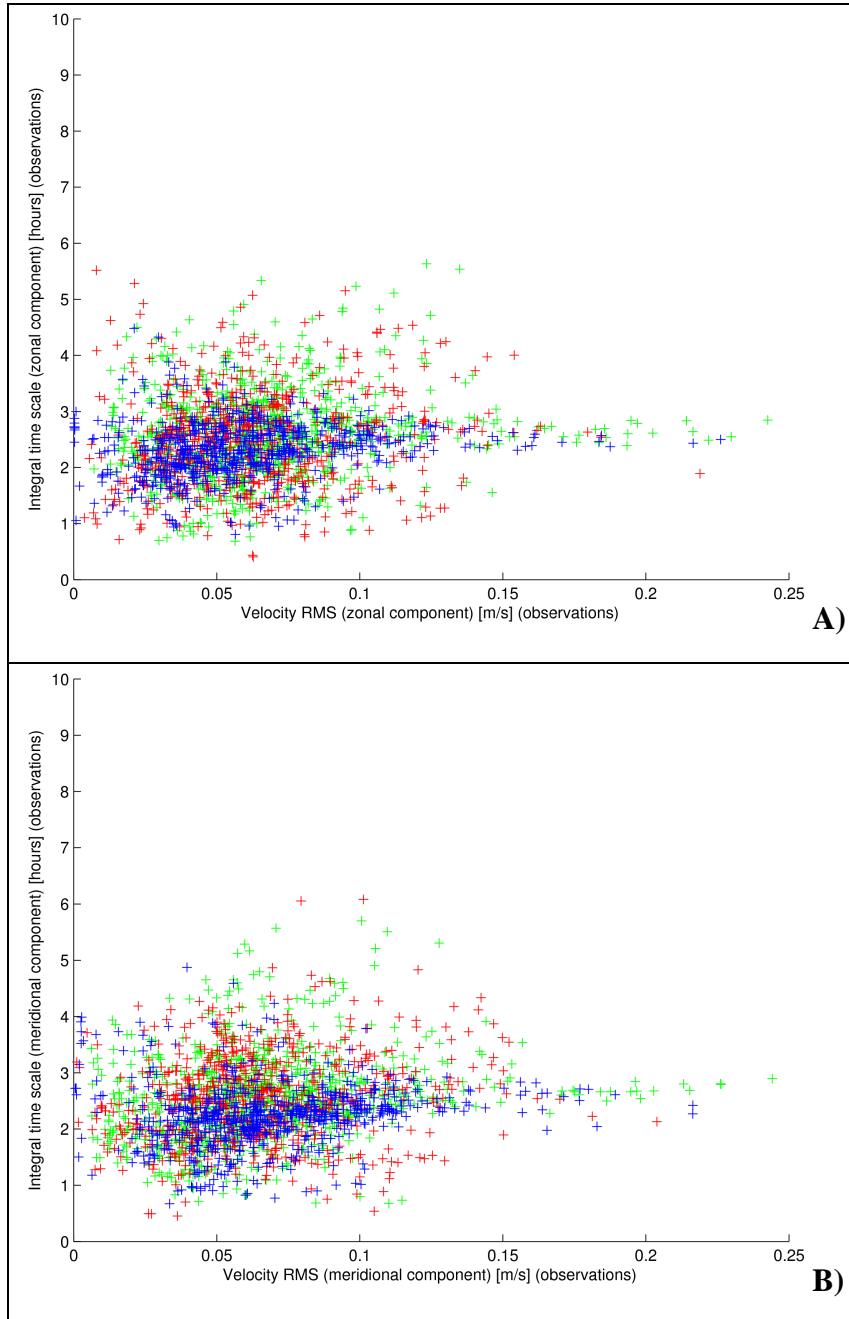 10
9
8
7
6
5
4
3
2
1
0
Integral time scale (zonal component) [hours] (observations)
0 0.05 0.1 0.15 0.2 0.25
Velocity RMS (zonal component) [m/s] (observations)
A)
10
9
8
7
6
5
4
3
2
1
0
Integral time scale (meridional component) [hours] (observations)
0 0.05 0.1 0.15 0.2 0.25
Velocity RMS (meridional component) [m/s] (observations)
B)